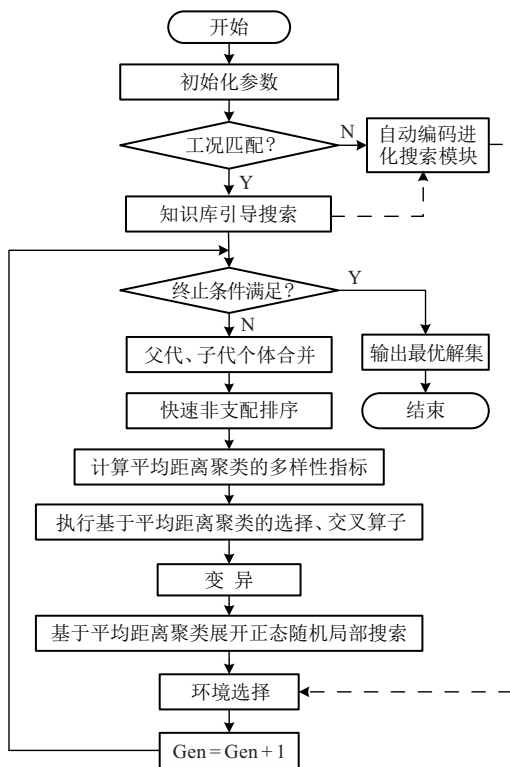 开始
初始化参数
工况匹配?
N
自动编码进
化搜索模块
Y
知识库引导搜索
终止条件满足?
Y
N
父代、子代个体合并
输出最优解集
快速非支配排序
结束
计算平均距离聚类的多样性指标
执行基于平均距离聚类的选择、交叉算子
变 异
基于平均距离聚类展开正态随机局部搜索
环境选择
Gen=Gen+1